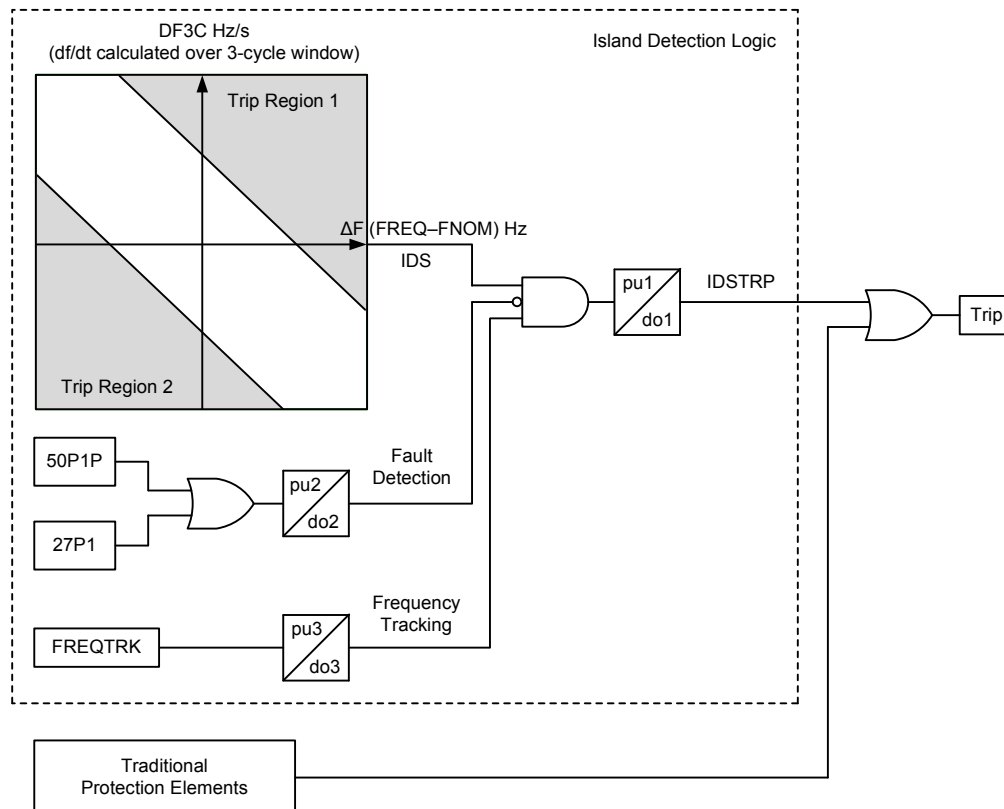 DF3C Hz/s
(df/dt calculated over 3-cycle window)
Island Detection Logic
Trip Region 1
ΔF (FREQ–FNOM) Hz
IDS
pu1
do1
IDSTRP
Trip
Trip Region 2
50P1P
27P1
pu2
do2
Fault
Detection
FREQTRK
pu3
do3
Frequency
Tracking
Traditional
Protection Elements